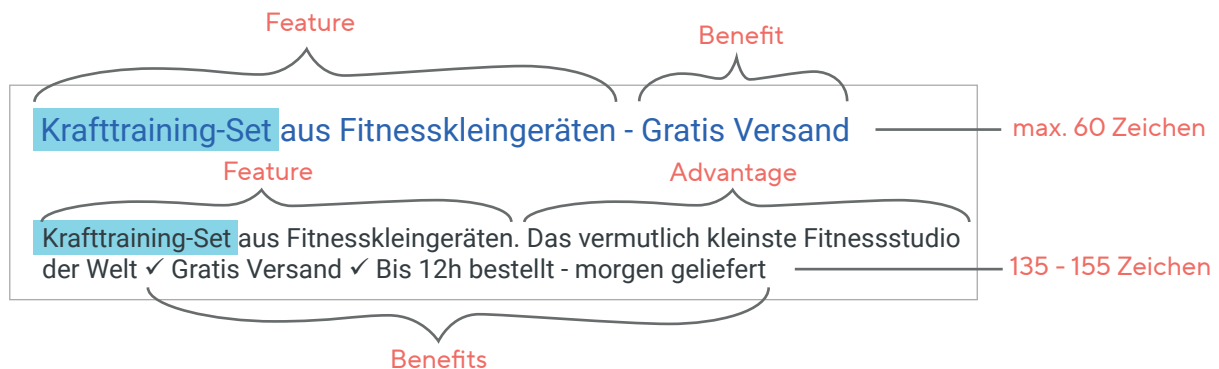 Feature
Benefit
Krafttraining-Set aus Fitnesskleingeräten - Gratis Versand
max. 60 Zeichen
Feature
Advantage
Krafttraining-Set aus Fitnesskleingeräten. Das vermutlich kleinste Fitnessstudio
der Welt ✓ Gratis Versand ✓ Bis 12h bestellt - morgen geliefert
135 - 155 Zeichen
Benefits